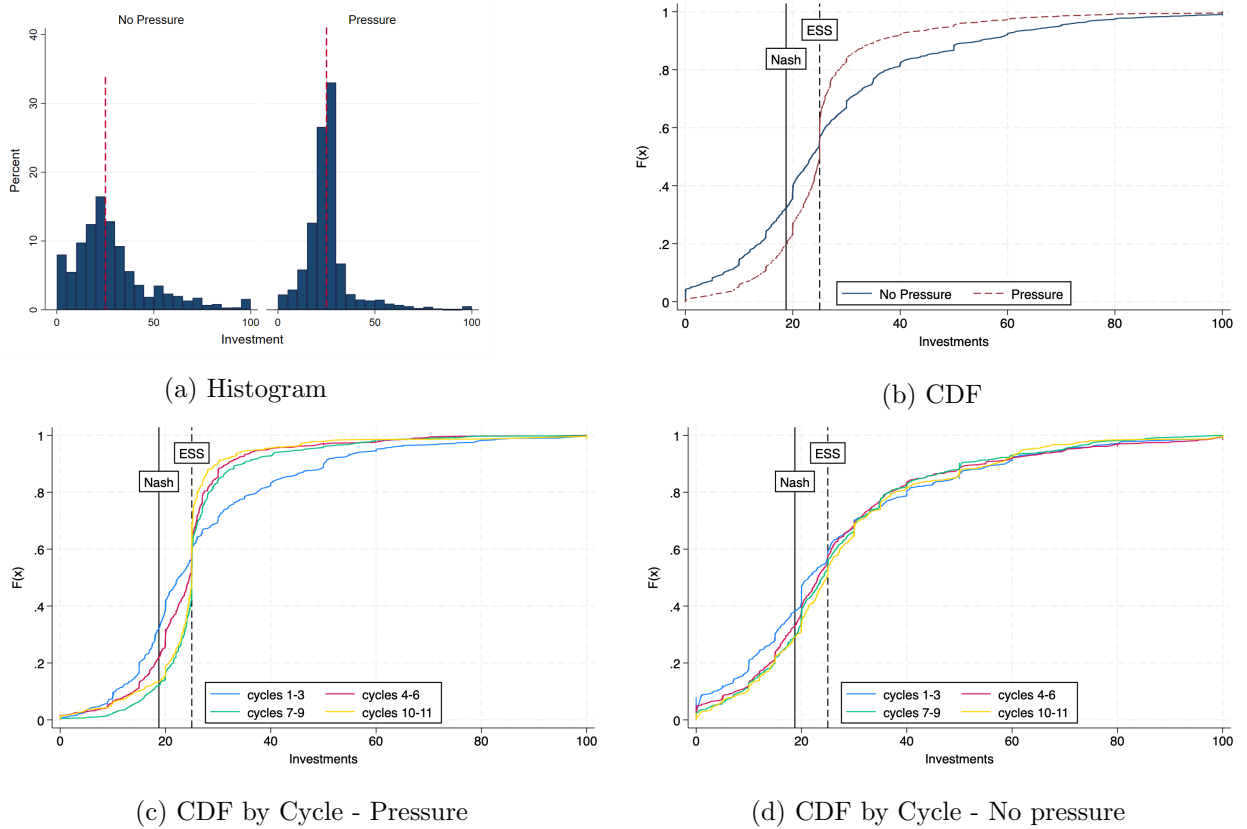 No Pressure
Pressure
Percent
40
30
20
10
0
0
50
100
0
50
100
Investment
(a) Histogram
F(x)
1
.8
.6
.4
.2
0
ESS
Nash
No Pressure
Pressure
0
20
40
60
80
100
Investments
(b) CDF
F(x)
1
.8
.6
.4
.2
0
ESS
Nash
cycles 1-3
cycles 4-6
cycles 7-9
cycles 10-11
0
20
40
60
80
100
Investments
(c) CDF by Cycle - Pressure
F(x)
1
.8
.6
.4
.2
0
ESS
Nash
cycles 1-3
cycles 4-6
cycles 7-9
cycles 10-11
0
20
40
60
80
100
Investments
(d) CDF by Cycle - No pressure